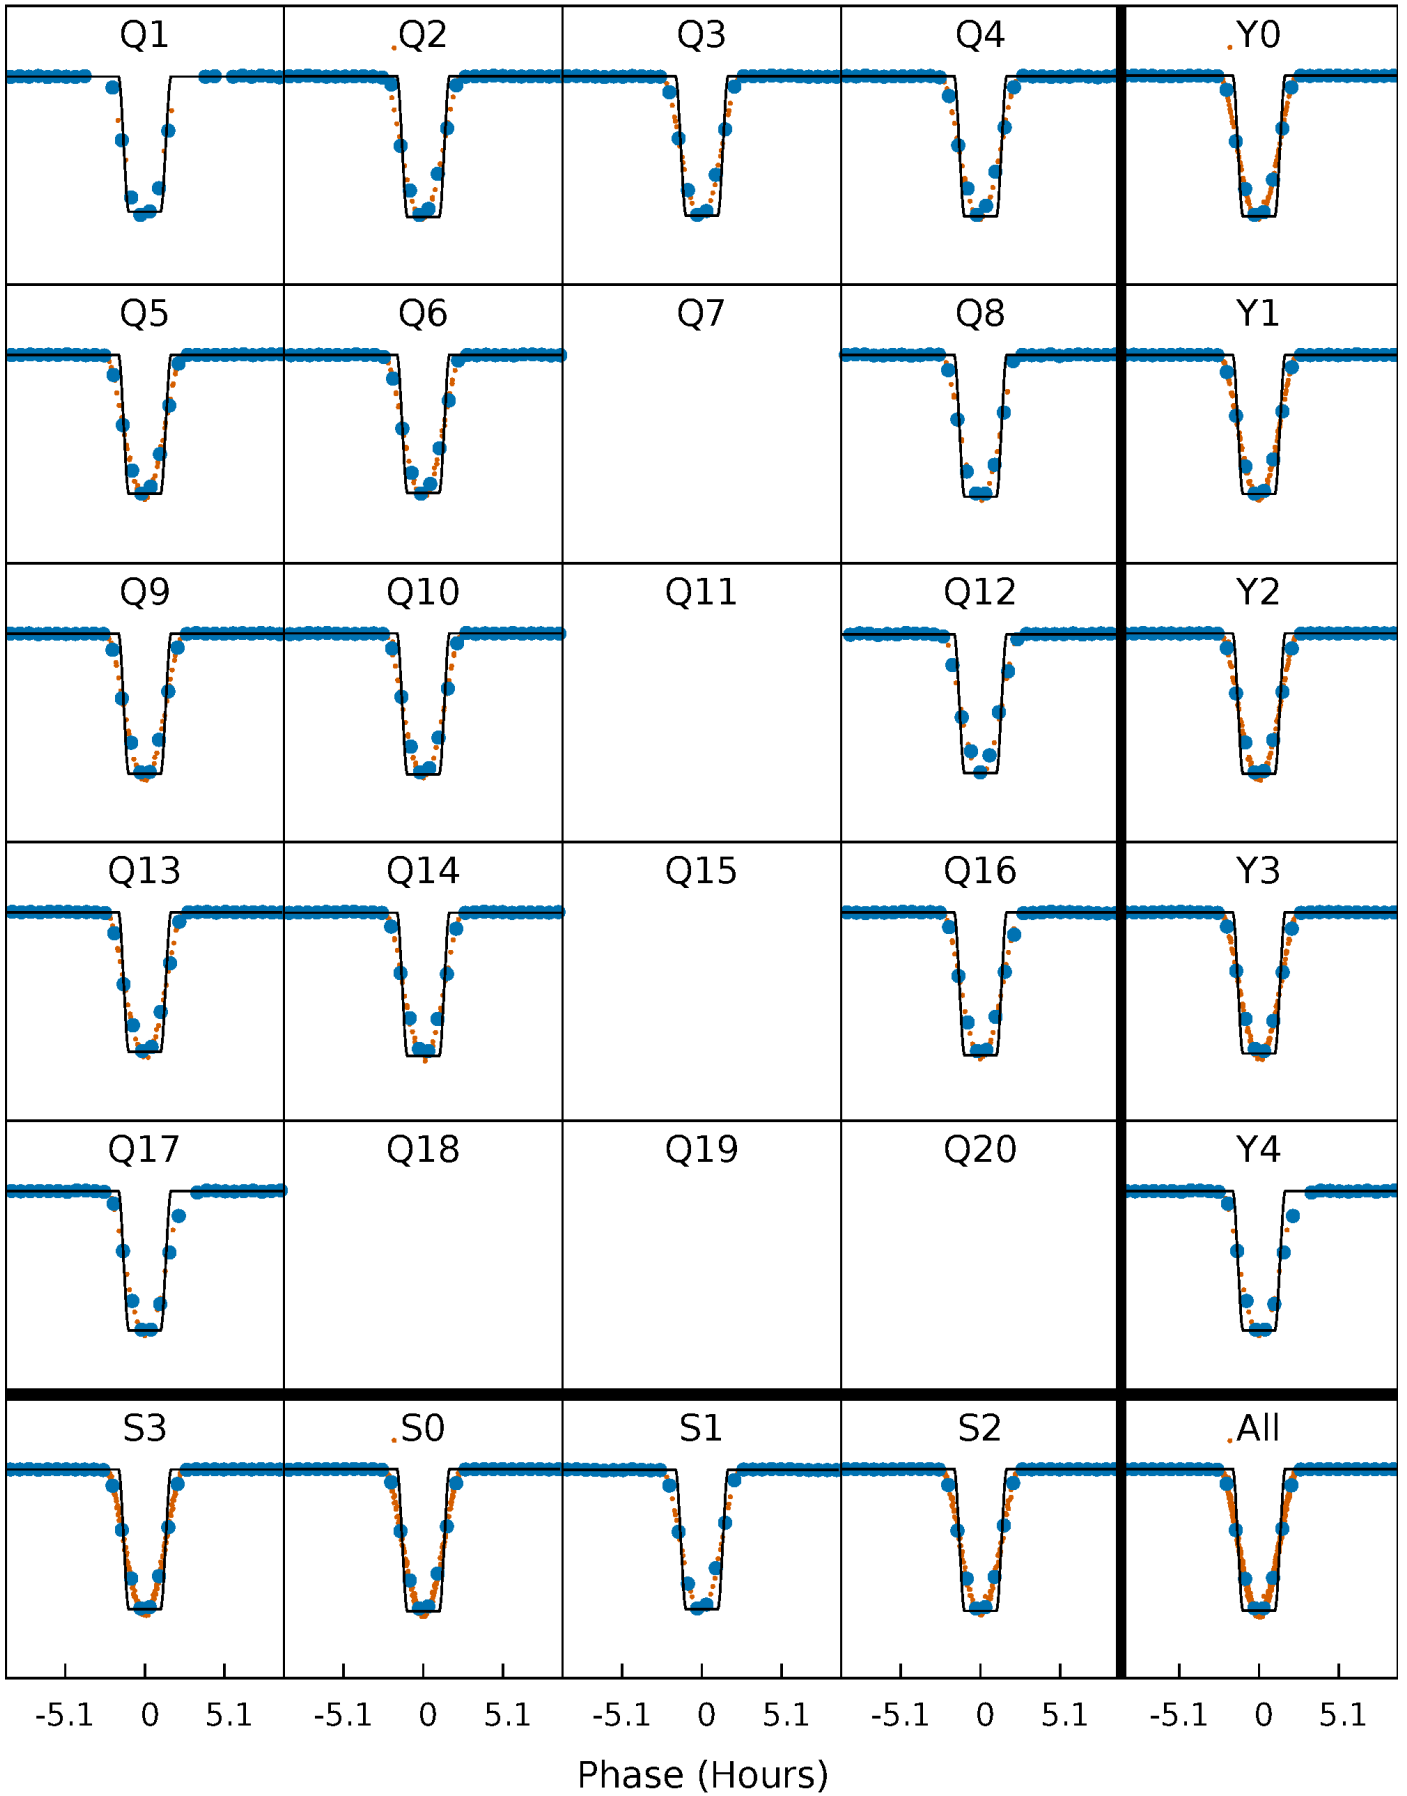 Q1 Q2 Q3 Q4 Y0
Q5 Q6 Q7 Q8 Y1
Q9 Q10 Q11 Q12 Y2
Q13 Q14 Q15 Q16 Y3
Q17 Q18 Q19 Q20 Y4
S3 S0 S1 S2 All
-5.1 0 5.1 -5.1 0 5.1 -5.1 0 5.1 -5.1 0 5.1 -5.1 0 5.1
Phase (Hours)